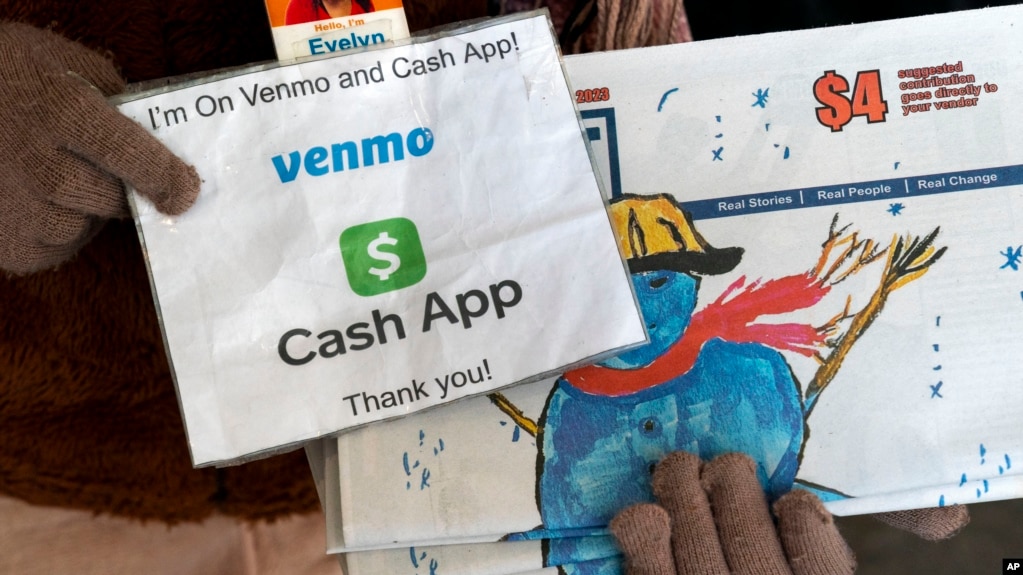 Hello, I'm
Evelyn
I'm On Venmo and Cash App!
venmo
$
Cash App
Thank you!
2023
$4
suggested
contribution
goes directly to
your vendor
Real Stories | Real People | Real Change
AP